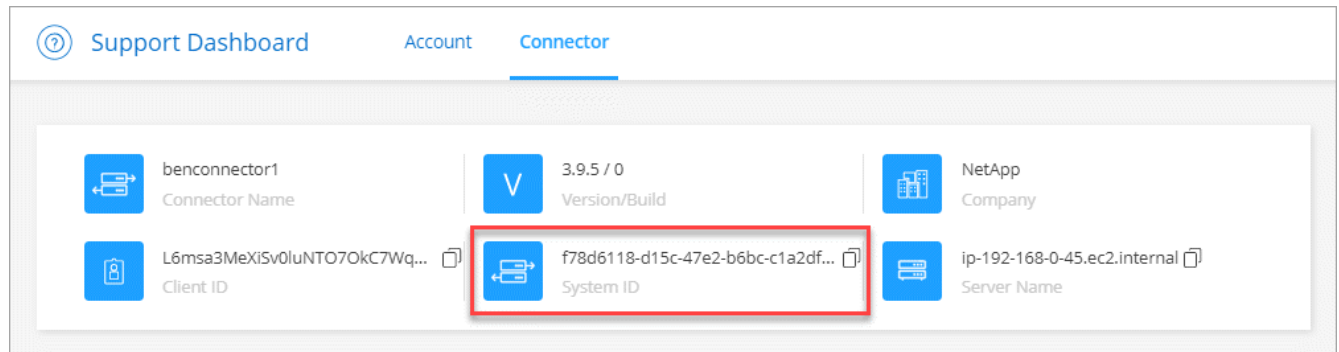 Support Dashboard Account Connector
benconnector1 3.9.5 / 0 NetApp
Connector Name V Version/Build Company
L6msa3MeXiSv0luNTO7OkC7Wq... f78d6118-d15c-47e2-b6bc-c1a2df... ip-192-168-0-45.ec2.internal
Client ID System ID Server Name